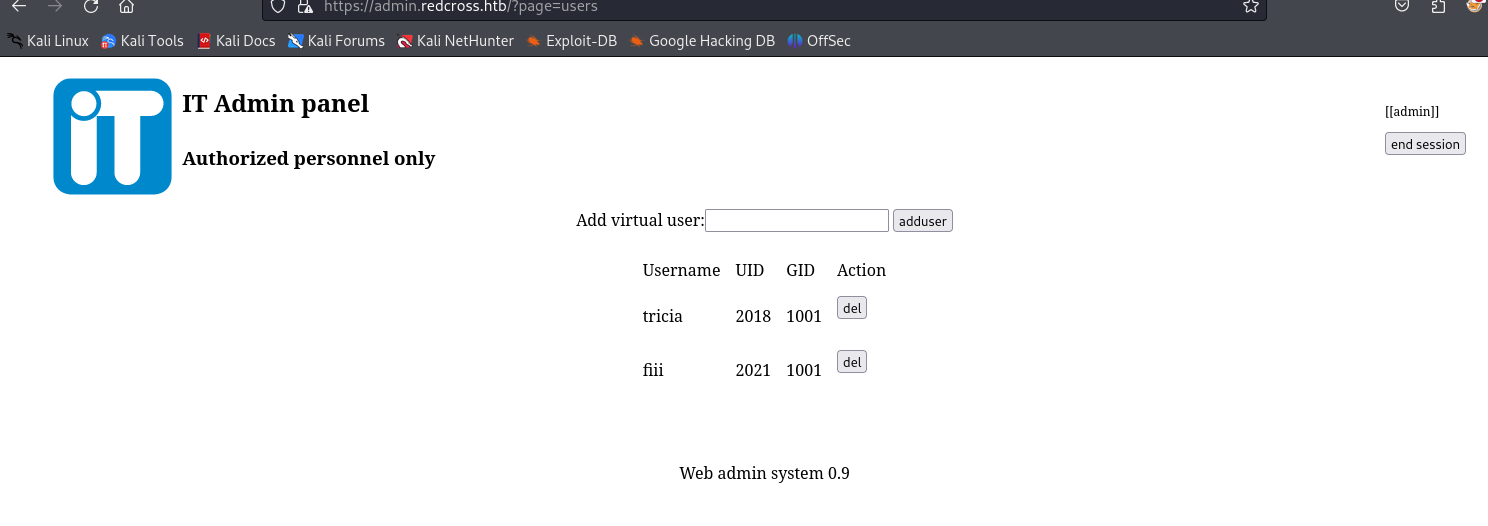 https://admin.redcross.htb/?page=users
Kali Linux Kali Tools Kali Docs Kali Forums Kali NetHunter Exploit-DB Google Hacking DB OffSec
iT
IT Admin panel
[[admin]]
end session
Authorized personnel only
Add virtual user: adduser
Username UID GID Action
tricia 2018 1001 del
fiii 2021 1001 del
Web admin system 0.9